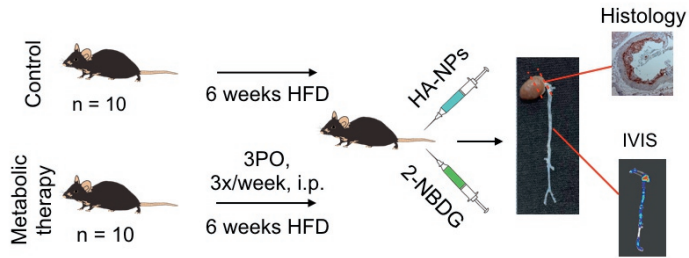 Histology
Control
n = 10
6 weeks HFD
HA-NPs
2-NBDG
IVIS
Metabolic
therapy
n = 10
3PO,
3x/week, i.p.
6 weeks HFD